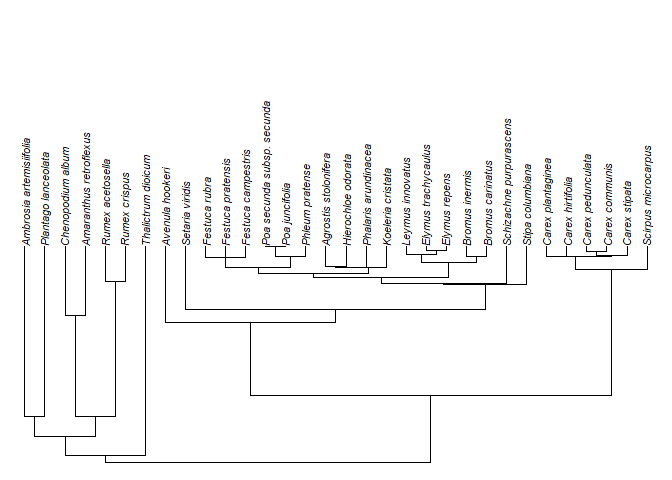 Ambrosia artemisiifolia
Plantago lanceolata
Chenopodium album
Amaranthus retroflexus
Rumex acetosella
Rumex crispus
Thalictrum dioicum
Avenula hookeri
Setaria viridis
Festuca rubra
Festuca pratensis
Festuca campestris
Poa secunda subsp. secunda
Poa juncifolia
Phleum pratense
Agrostis stolonifera
Hierochloe odorata
Phalaris arundinacea
Koeleria cristata
Leymus innovatus
Elymus trachycaulus
Elymus repens
Bromus inermis
Bromus carinatus
Schizachne purpurascens
Stipa columbiana
Carex plantaginea
Carex hirtifolia
Carex pedunculata
Carex communis
Carex stipata
Scirpus microcarpus